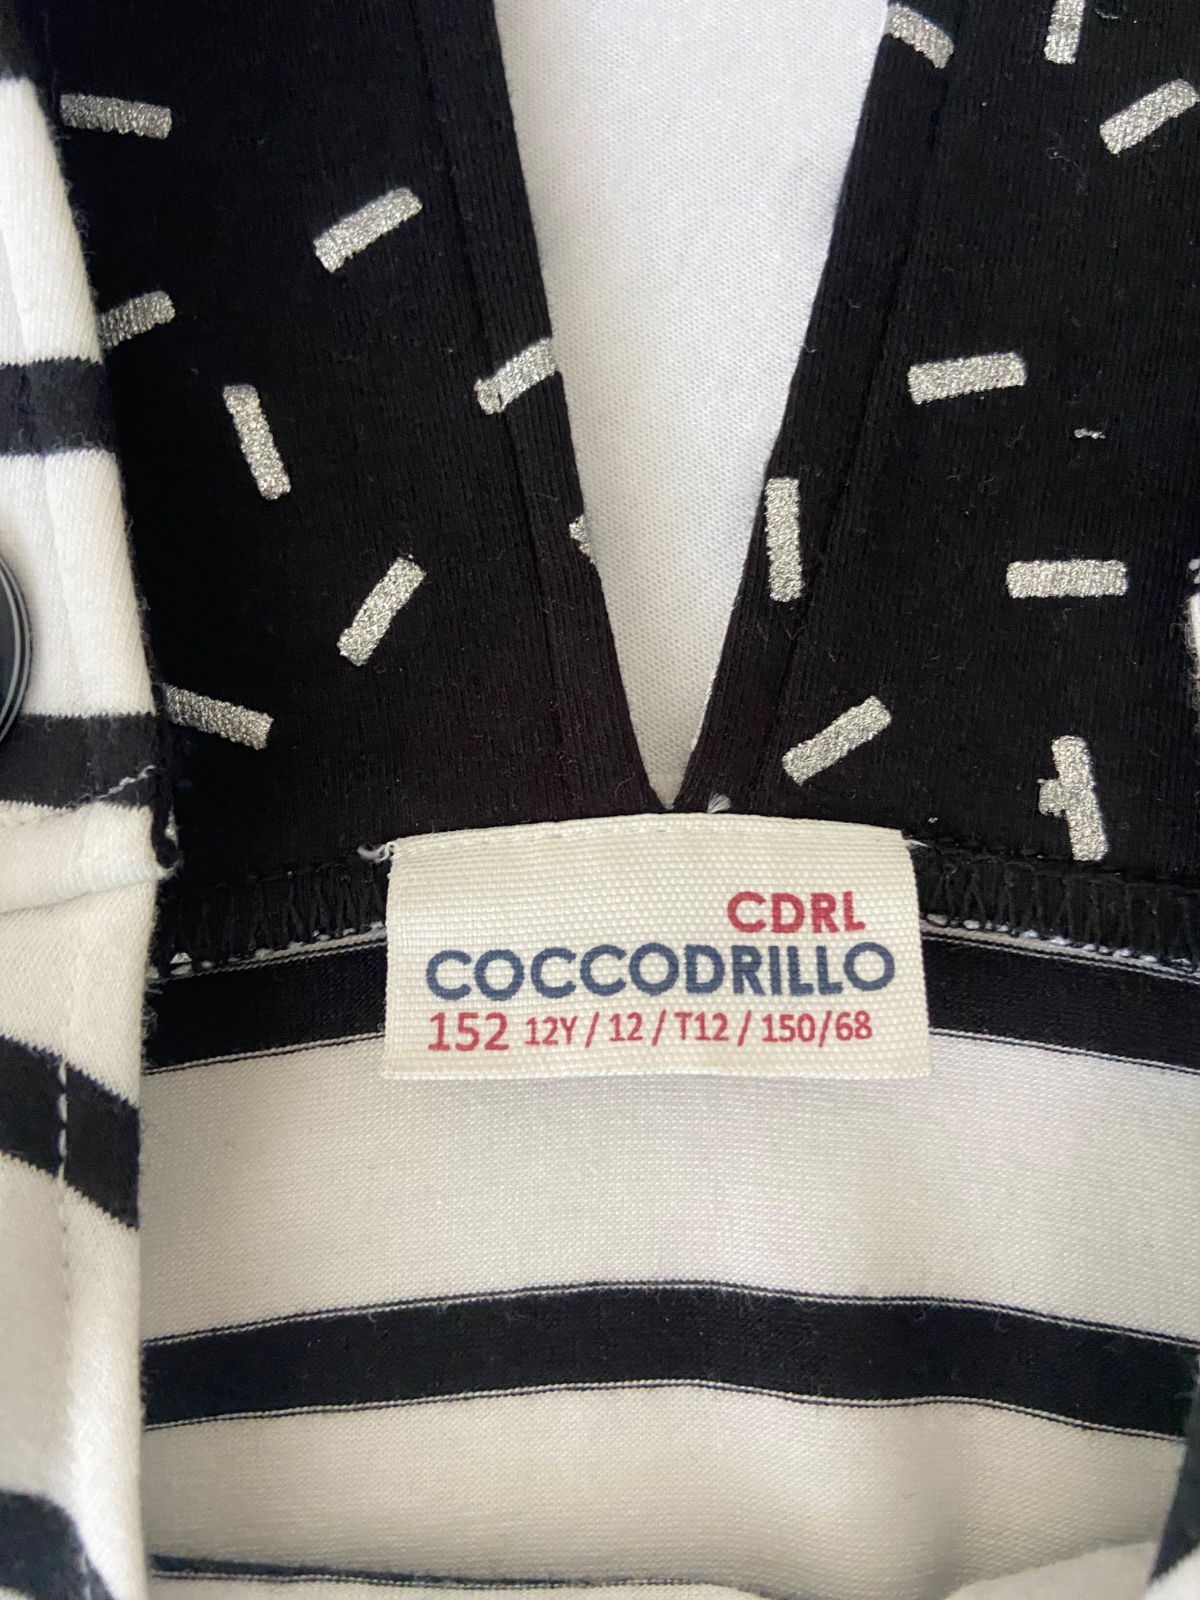 CDRL
COCCODRILLO
152 12Y / 12 / T12 / 150/68